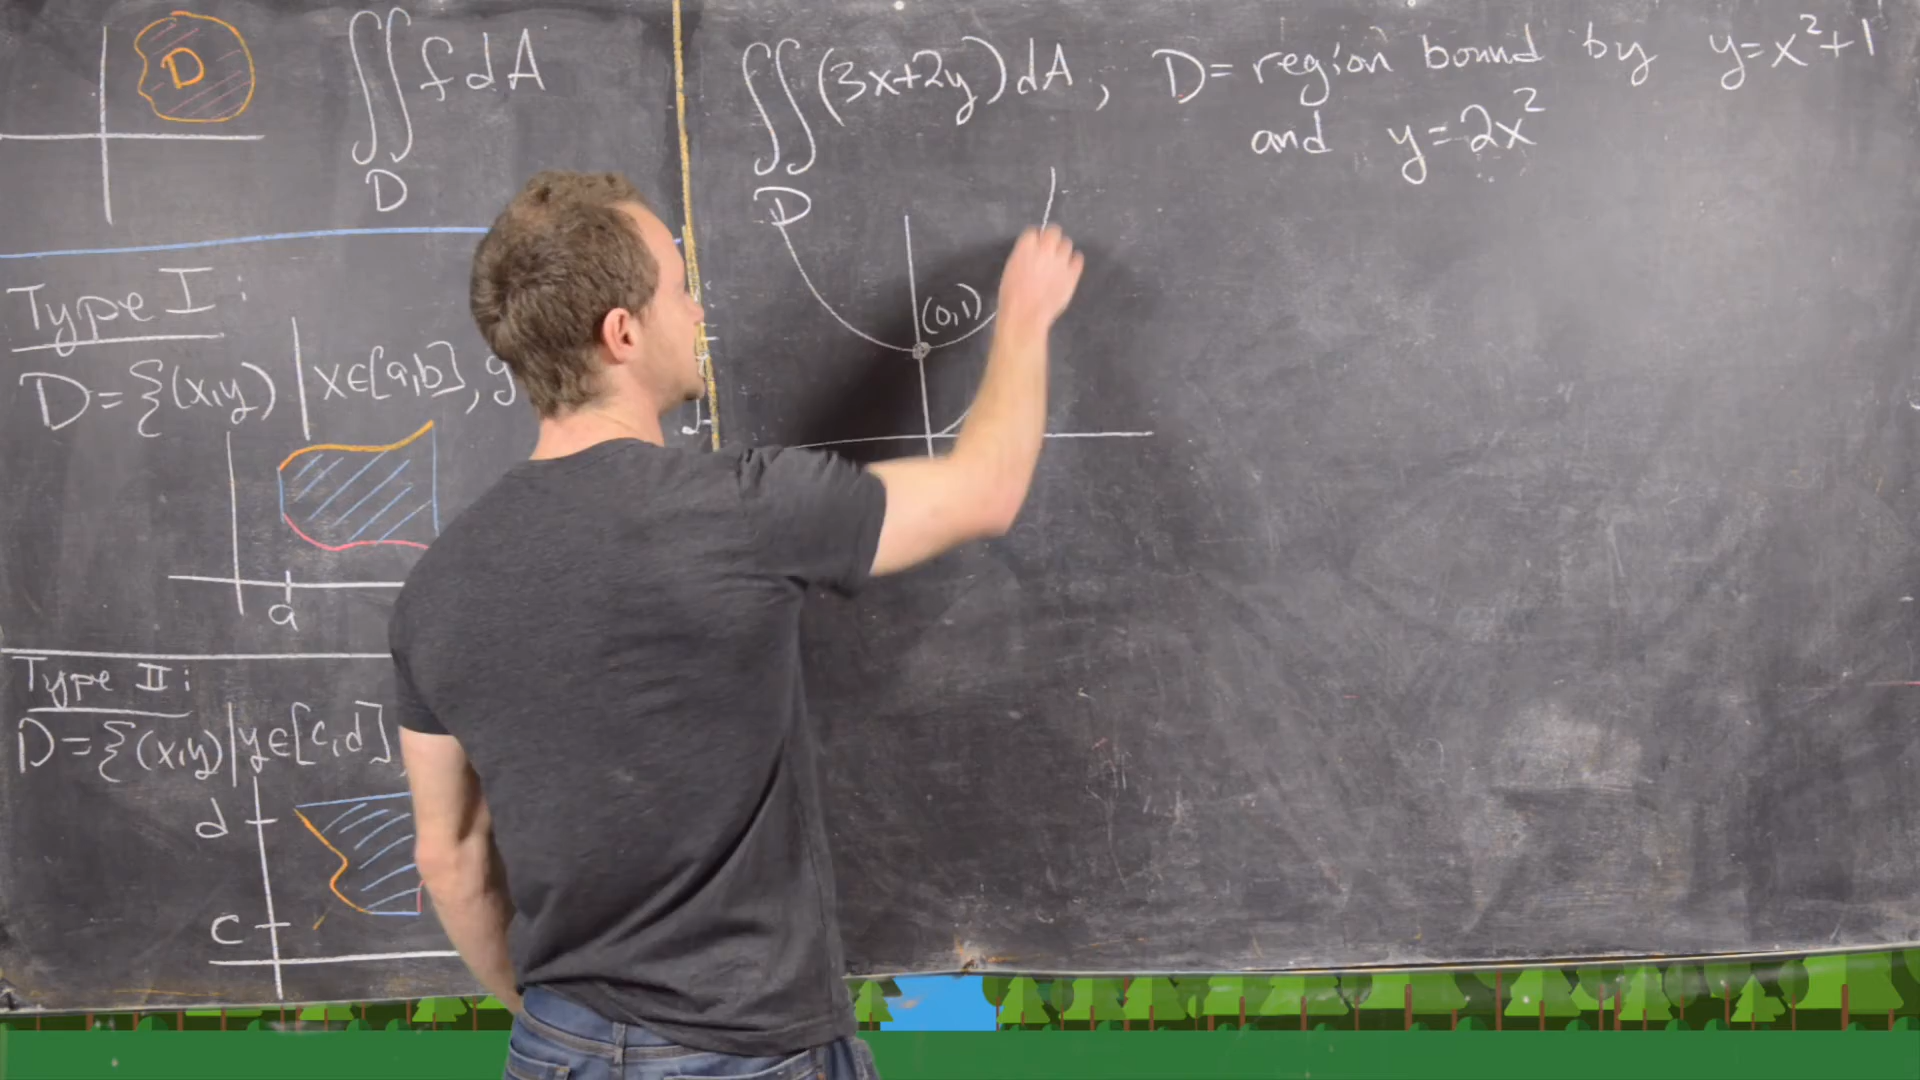 D
∬ f dA
D
Type I:
D={(x,y) | x∈[a,b], g
a
Type II:
D={(x,y)|y∈[c,d],
d
c
∬(3x+2y)dA, D= region bound by y=x²+1
D
and y=2x²
(0,1)